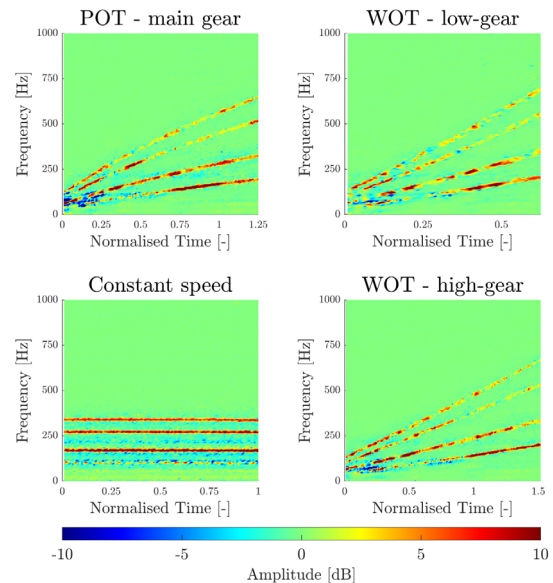 POT - main gear
WOT - low-gear
1000
750
500
250
0
Frequency [Hz]
0 0.25 0.5 0.75 1 1.25
Normalised Time [-]
1000
750
500
250
0
Frequency [Hz]
0 0.25 0.5
Normalised Time [-]
Constant speed
WOT - high-gear
1000
750
500
250
0
Frequency [Hz]
0 0.25 0.5 0.75 1
Normalised Time [-]
1000
750
500
250
0
Frequency [Hz]
0 0.5 1 1.5
Normalised Time [-]
-10 -5 0 5 10
Amplitude [dB]